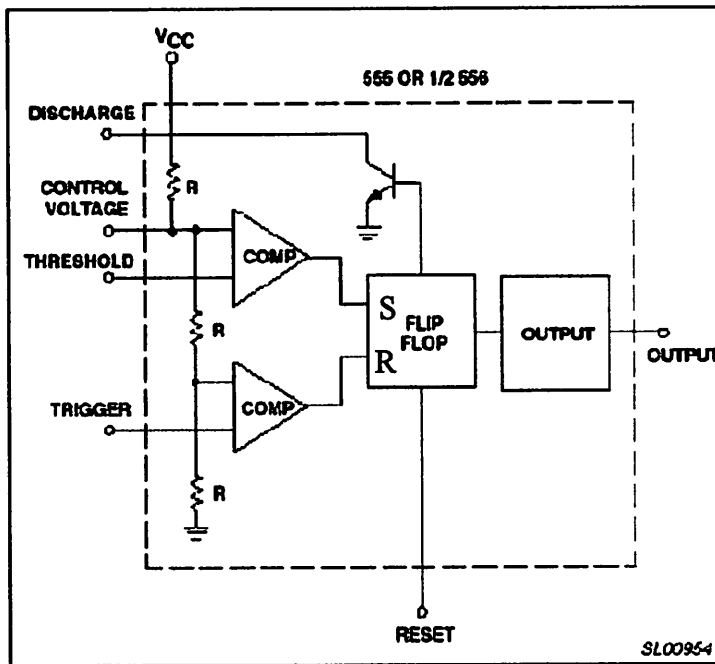 VCC
555 OR 1/2 556
DISCHARGE
R
CONTROL
VOLTAGE
THRESHOLD
COMP
S
FLIP
FLOP
R
OUTPUT
OUTPUT
R
COMP
TRIGGER
R
RESET
SL00954